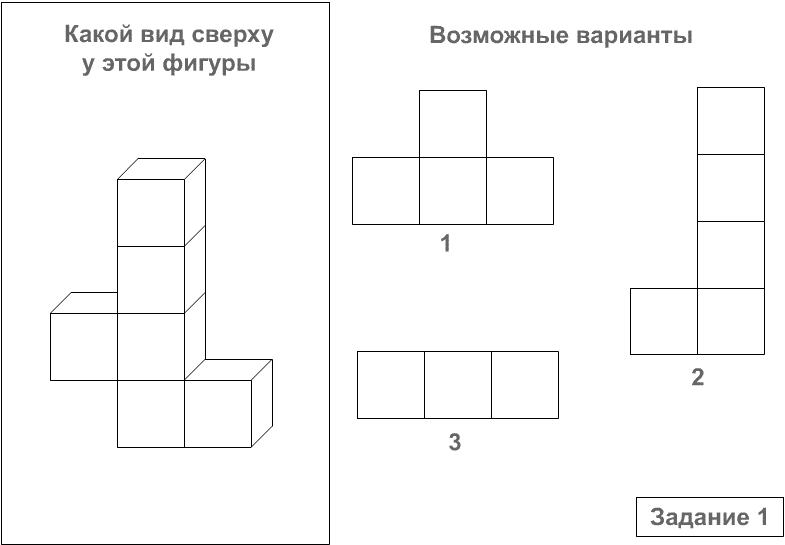 Какой вид сверху
у этой фигуры
Возможные варианты
1
2
3
Задание 1